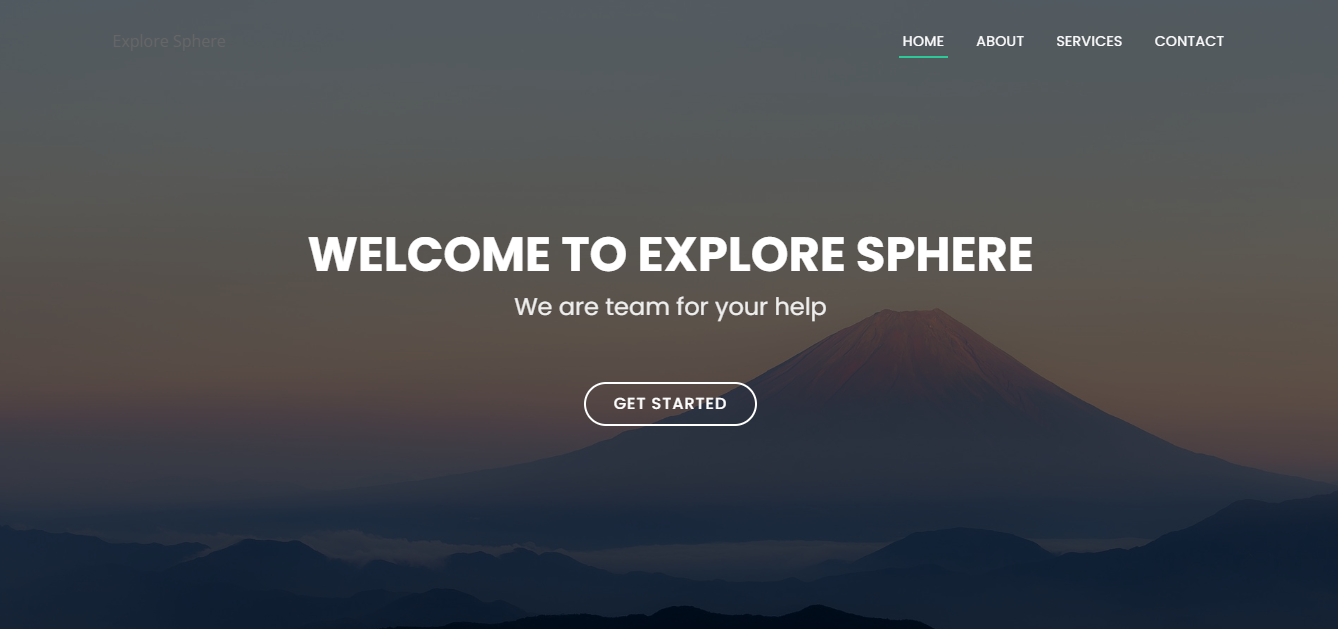 Explore Sphere
HOME ABOUT SERVICES CONTACT
WELCOME TO EXPLORE SPHERE
We are team for your help
GET STARTED